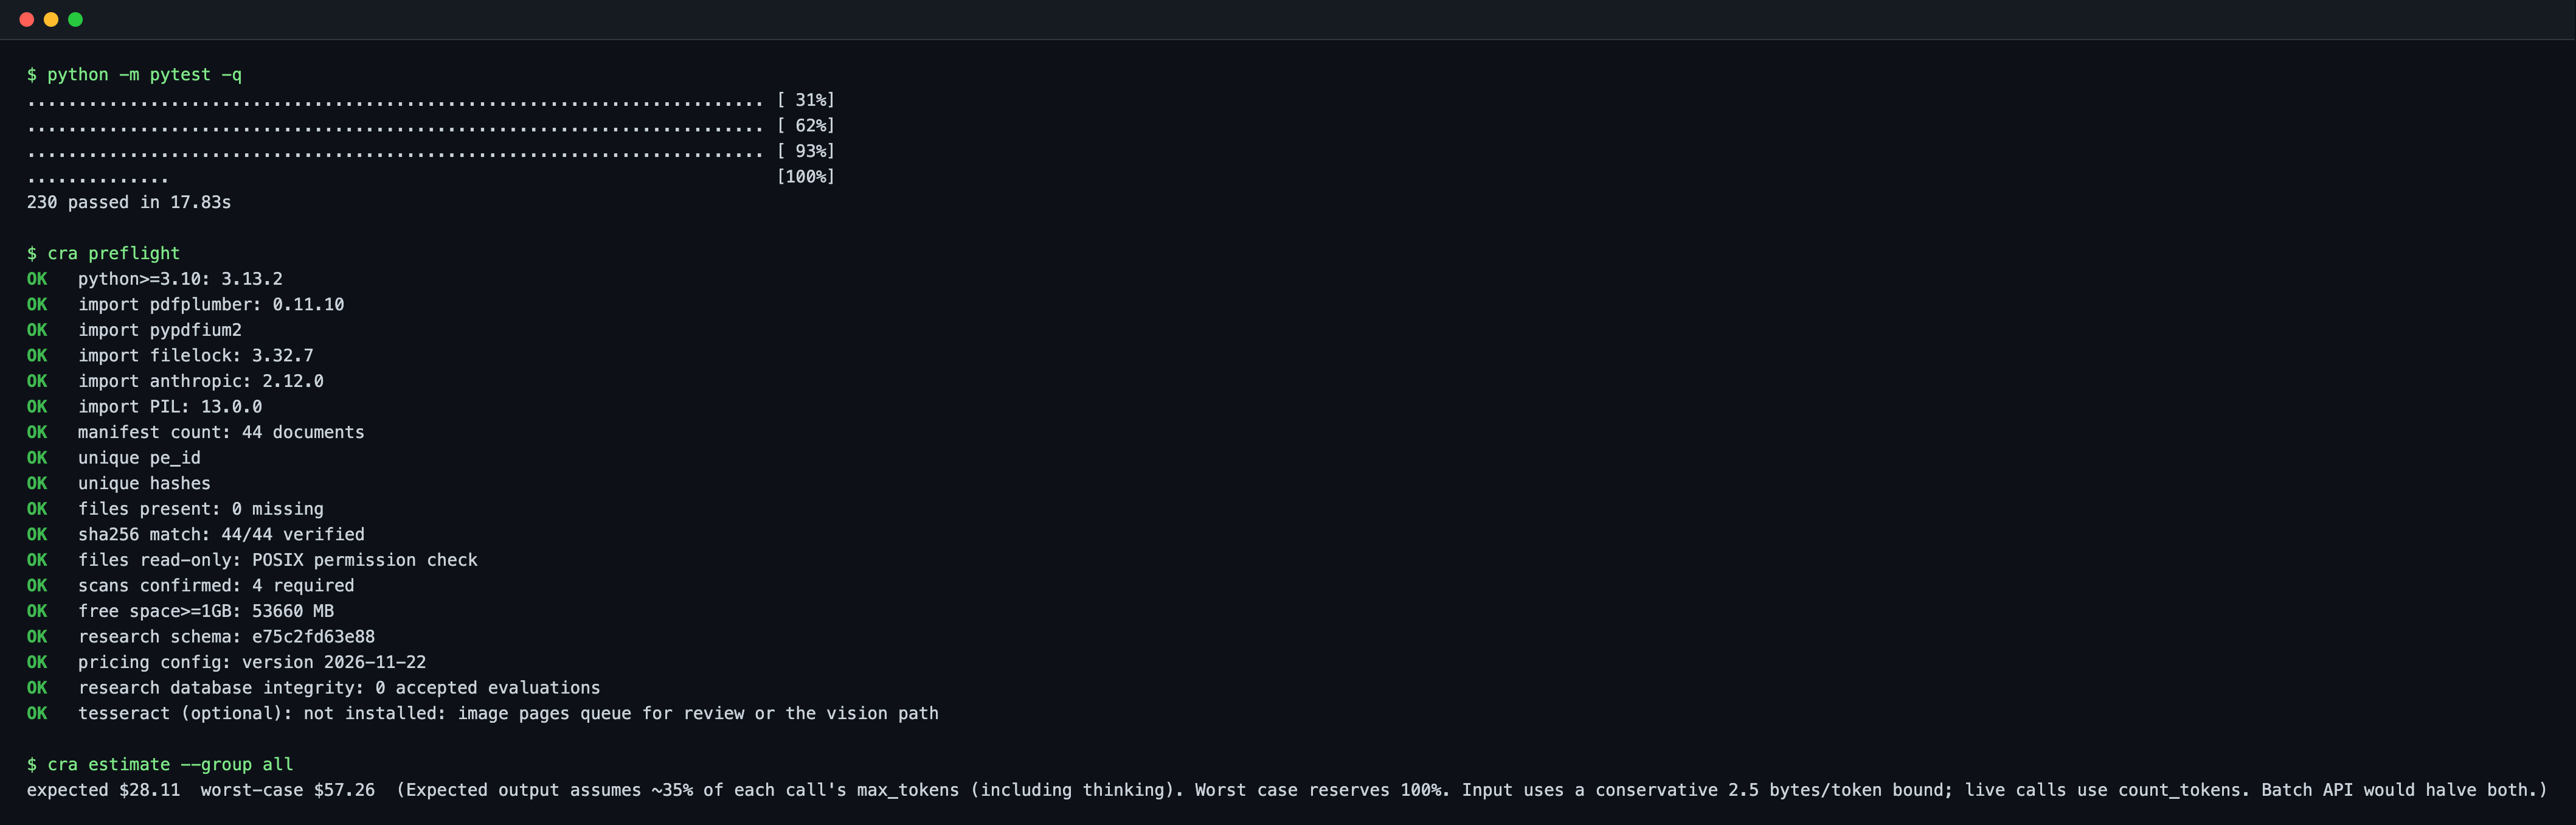 $ python -m pytest -q
........................................................................ [ 31%]
........................................................................ [ 62%]
........................................................................ [ 93%]
..............                                                           [100%]
230 passed in 17.83s
$ cra preflight
OK   python>=3.10: 3.13.2
OK   import pdfplumber: 0.11.10
OK   import pypdfium2
OK   import filelock: 3.32.7
OK   import anthropic: 2.12.0
OK   import PIL: 13.0.0
OK   manifest count: 44 documents
OK   unique pe_id
OK   unique hashes
OK   files present: 0 missing
OK   sha256 match: 44/44 verified
OK   files read-only: POSIX permission check
OK   scans confirmed: 4 required
OK   free space>=1GB: 53660 MB
OK   research schema: e75c2fd63e88
OK   pricing config: version 2026-11-22
OK   research database integrity: 0 accepted evaluations
OK   tesseract (optional): not installed: image pages queue for review or the vision path
$ cra estimate --group all
expected $28.11  worst-case $57.26  (Expected output assumes ~35% of each call's max_tokens (including thinking). Worst case reserves 100%. Input uses a conservative 2.5 bytes/token bound; live calls use count_tokens. Batch API would halve both.)